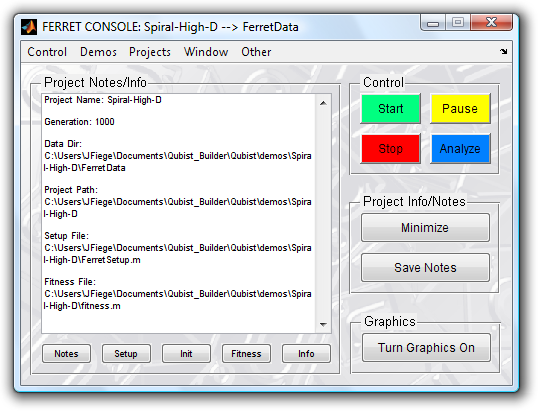 FERRET CONSOLE: Spiral-High-D --> FerretData
Control Demos Projects Window Other
Project Notes/Info
Project Name: Spiral-High-D
Generation: 1000
Data Dir:
C:\Users\JFiege\Documents\Qubist_Builder\Qubist\demos\Spira
l-High-D\FerretData
Project Path:
C:\Users\JFiege\Documents\Qubist_Builder\Qubist\demos\Spira
l-High-D
Setup File:
C:\Users\JFiege\Documents\Qubist_Builder\Qubist\demos\Spira
l-High-D\FerretSetup.m
Fitness File:
C:\Users\JFiege\Documents\Qubist_Builder\Qubist\demos\Spira
l-High-D\fitness.m
Notes Setup Init Fitness Info
Control
Start Pause
Stop Analyze
Project Info/Notes
Minimize
Save Notes
Graphics
Turn Graphics On